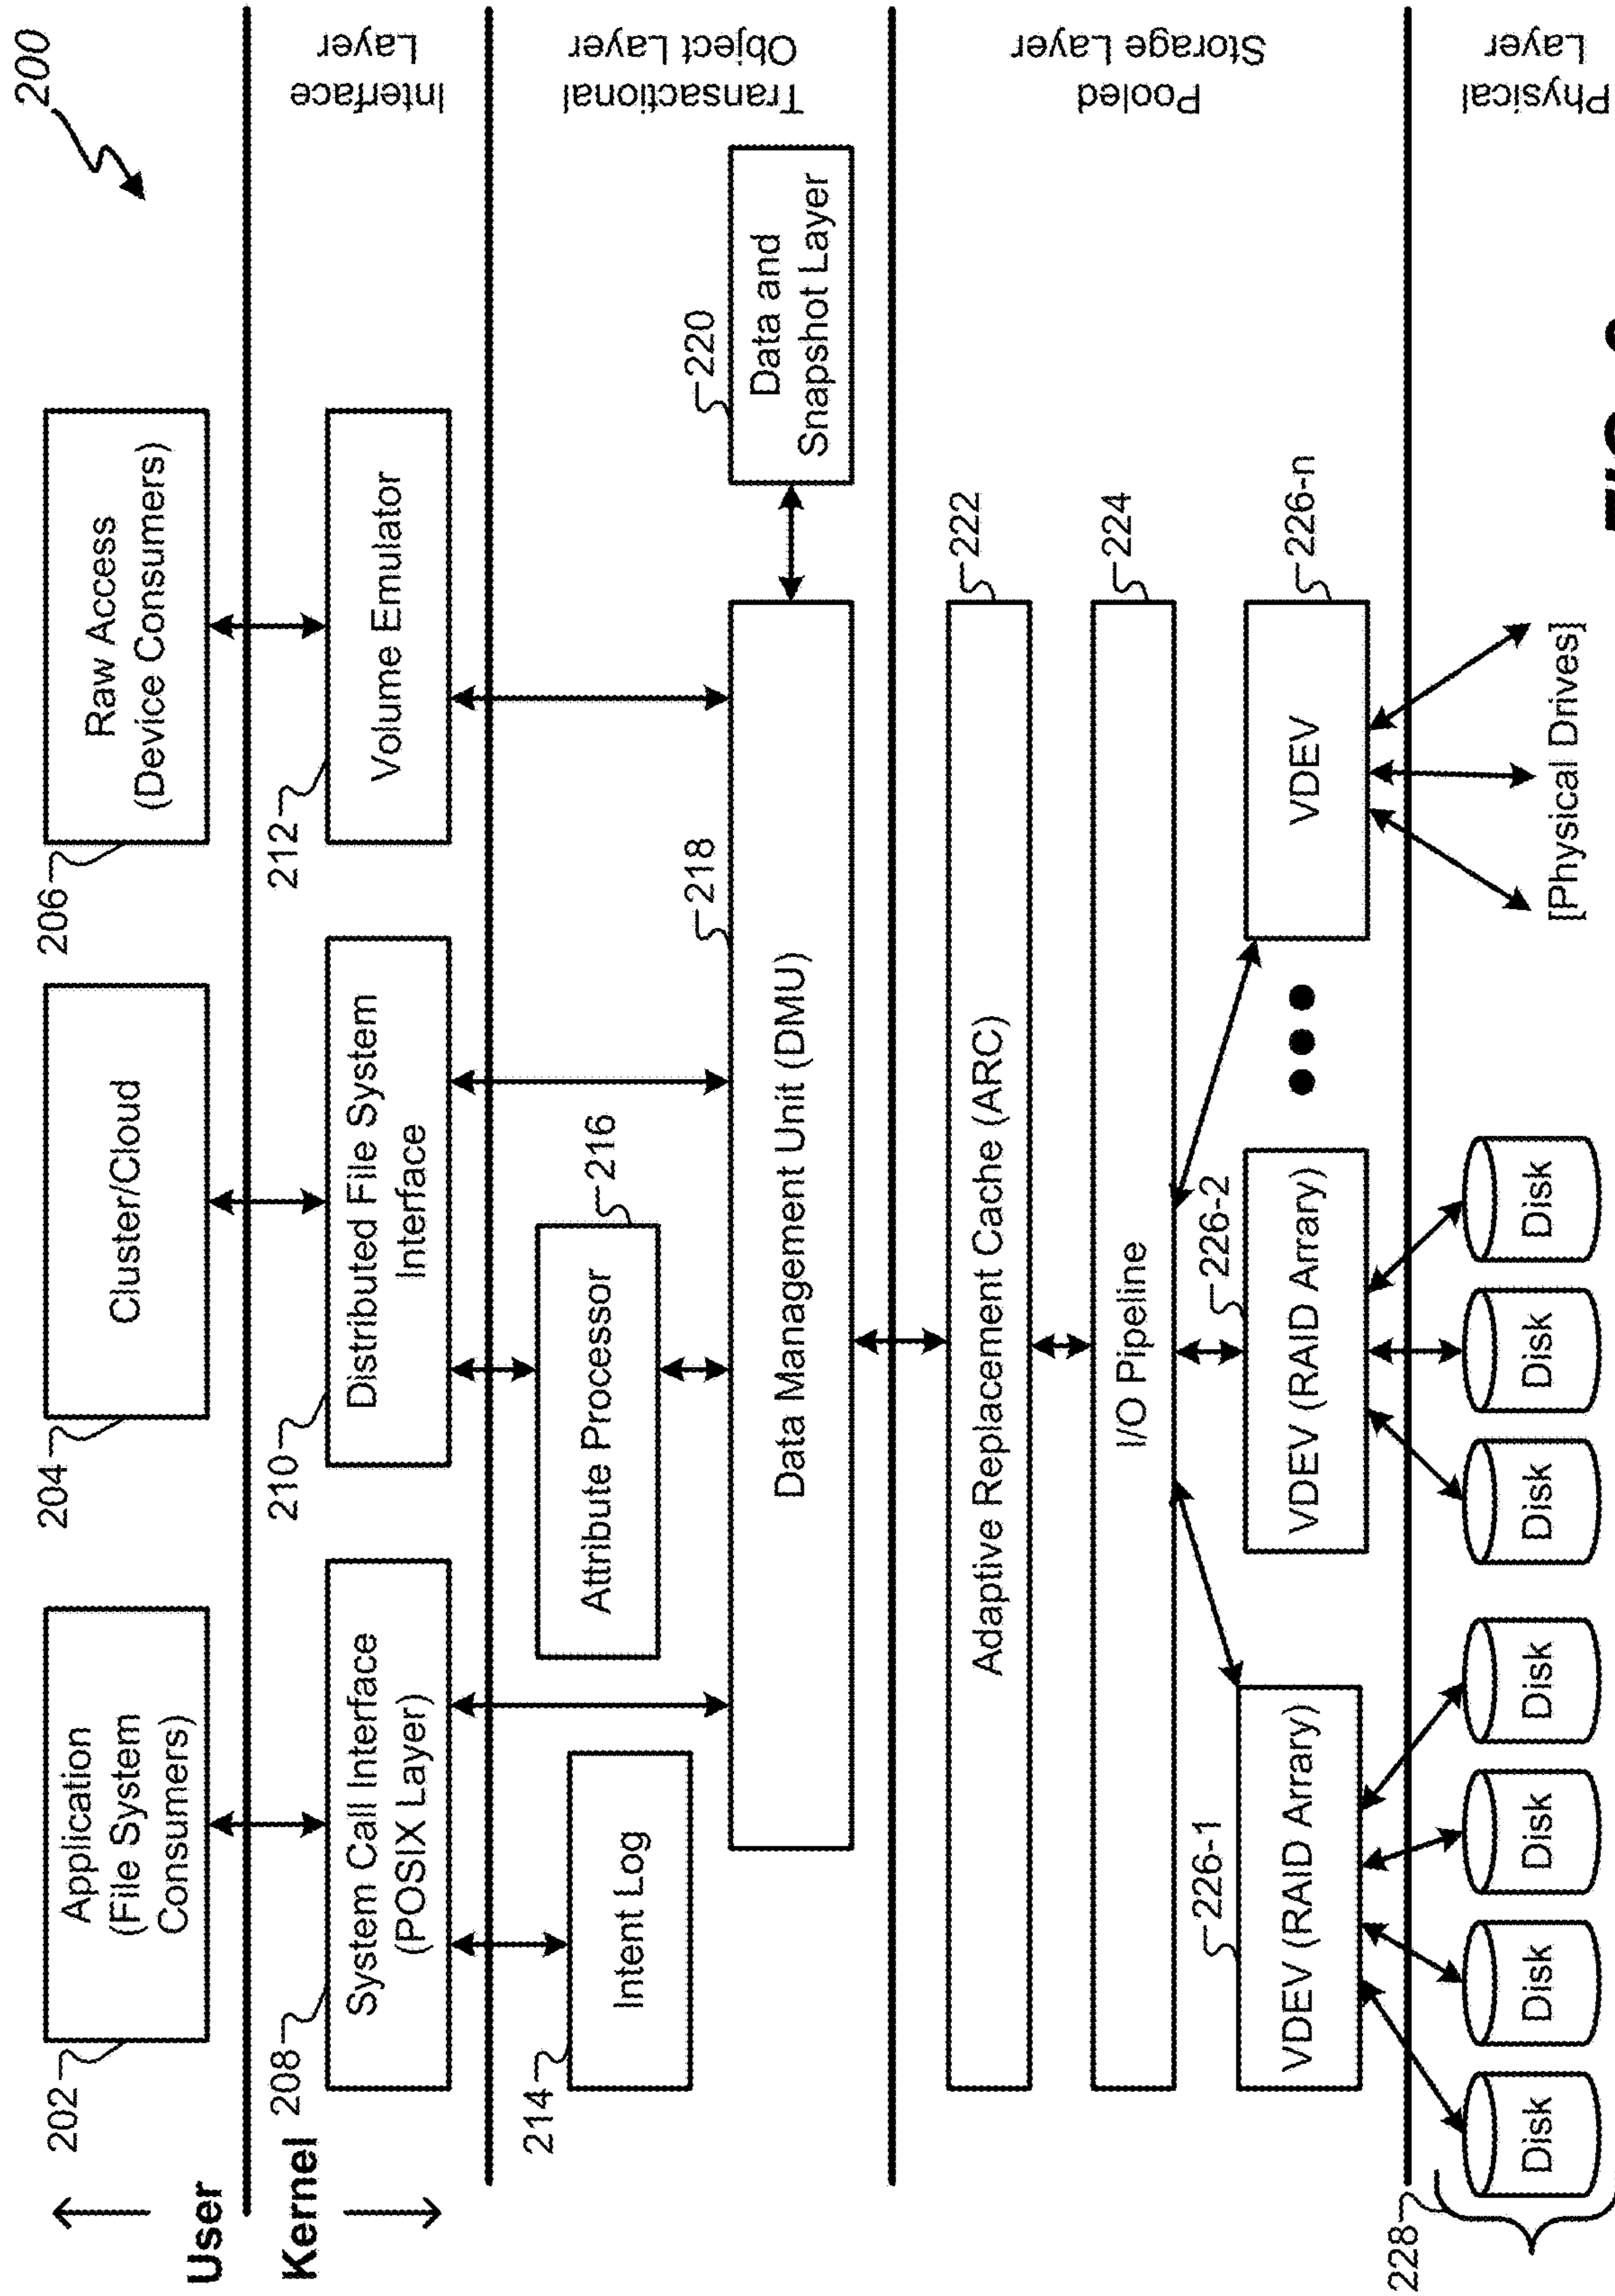 200
202
Application
(File System
Consumers)
204
Cluster/Cloud
206
Raw Access
(Device Consumers)
User
Kernel
208
System Call Interface
(POSIX Layer)
210
Distributed File System
Interface
212
Volume Emulator
Interface
Layer
214
Intent Log
Attribute Processor
216
218
Data Management Unit (DMU)
220
Data and
Snapshot Layer
Transactional
Object Layer
Adaptive Replacement Cache (ARC)
222
I/O Pipeline
224
226-1
VDEV (RAID Arrary)
226-2
VDEV (RAID Arrary)
VDEV
226-n
Pooled
Storage Layer
228
Disk
Disk
Disk
Disk
Disk
Disk
Disk
[Physical Drives]
Physical
Layer